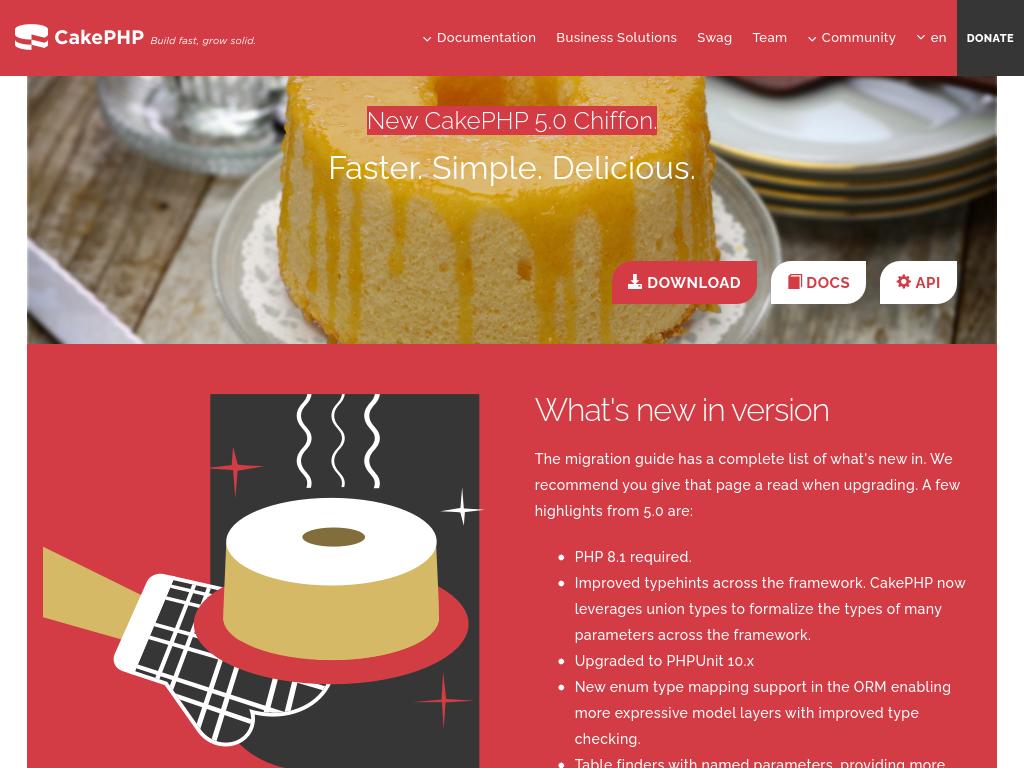 CakePHP Build fast, grow solid.
Documentation Business Solutions Swag Team Community en DONATE
New CakePHP 5.0 Chiffon.
Faster. Simple. Delicious.
DOWNLOAD DOCS API
What's new in version
The migration guide has a complete list of what's new in. We
recommend you give that page a read when upgrading. A few
highlights from 5.0 are:
PHP 8.1 required.
Improved typehints across the framework. CakePHP now
leverages union types to formalize the types of many
parameters across the framework.
Upgraded to PHPUnit 10.x
New enum type mapping support in the ORM enabling
more expressive model layers with improved type
checking.
Table finders with named parameters, providing more